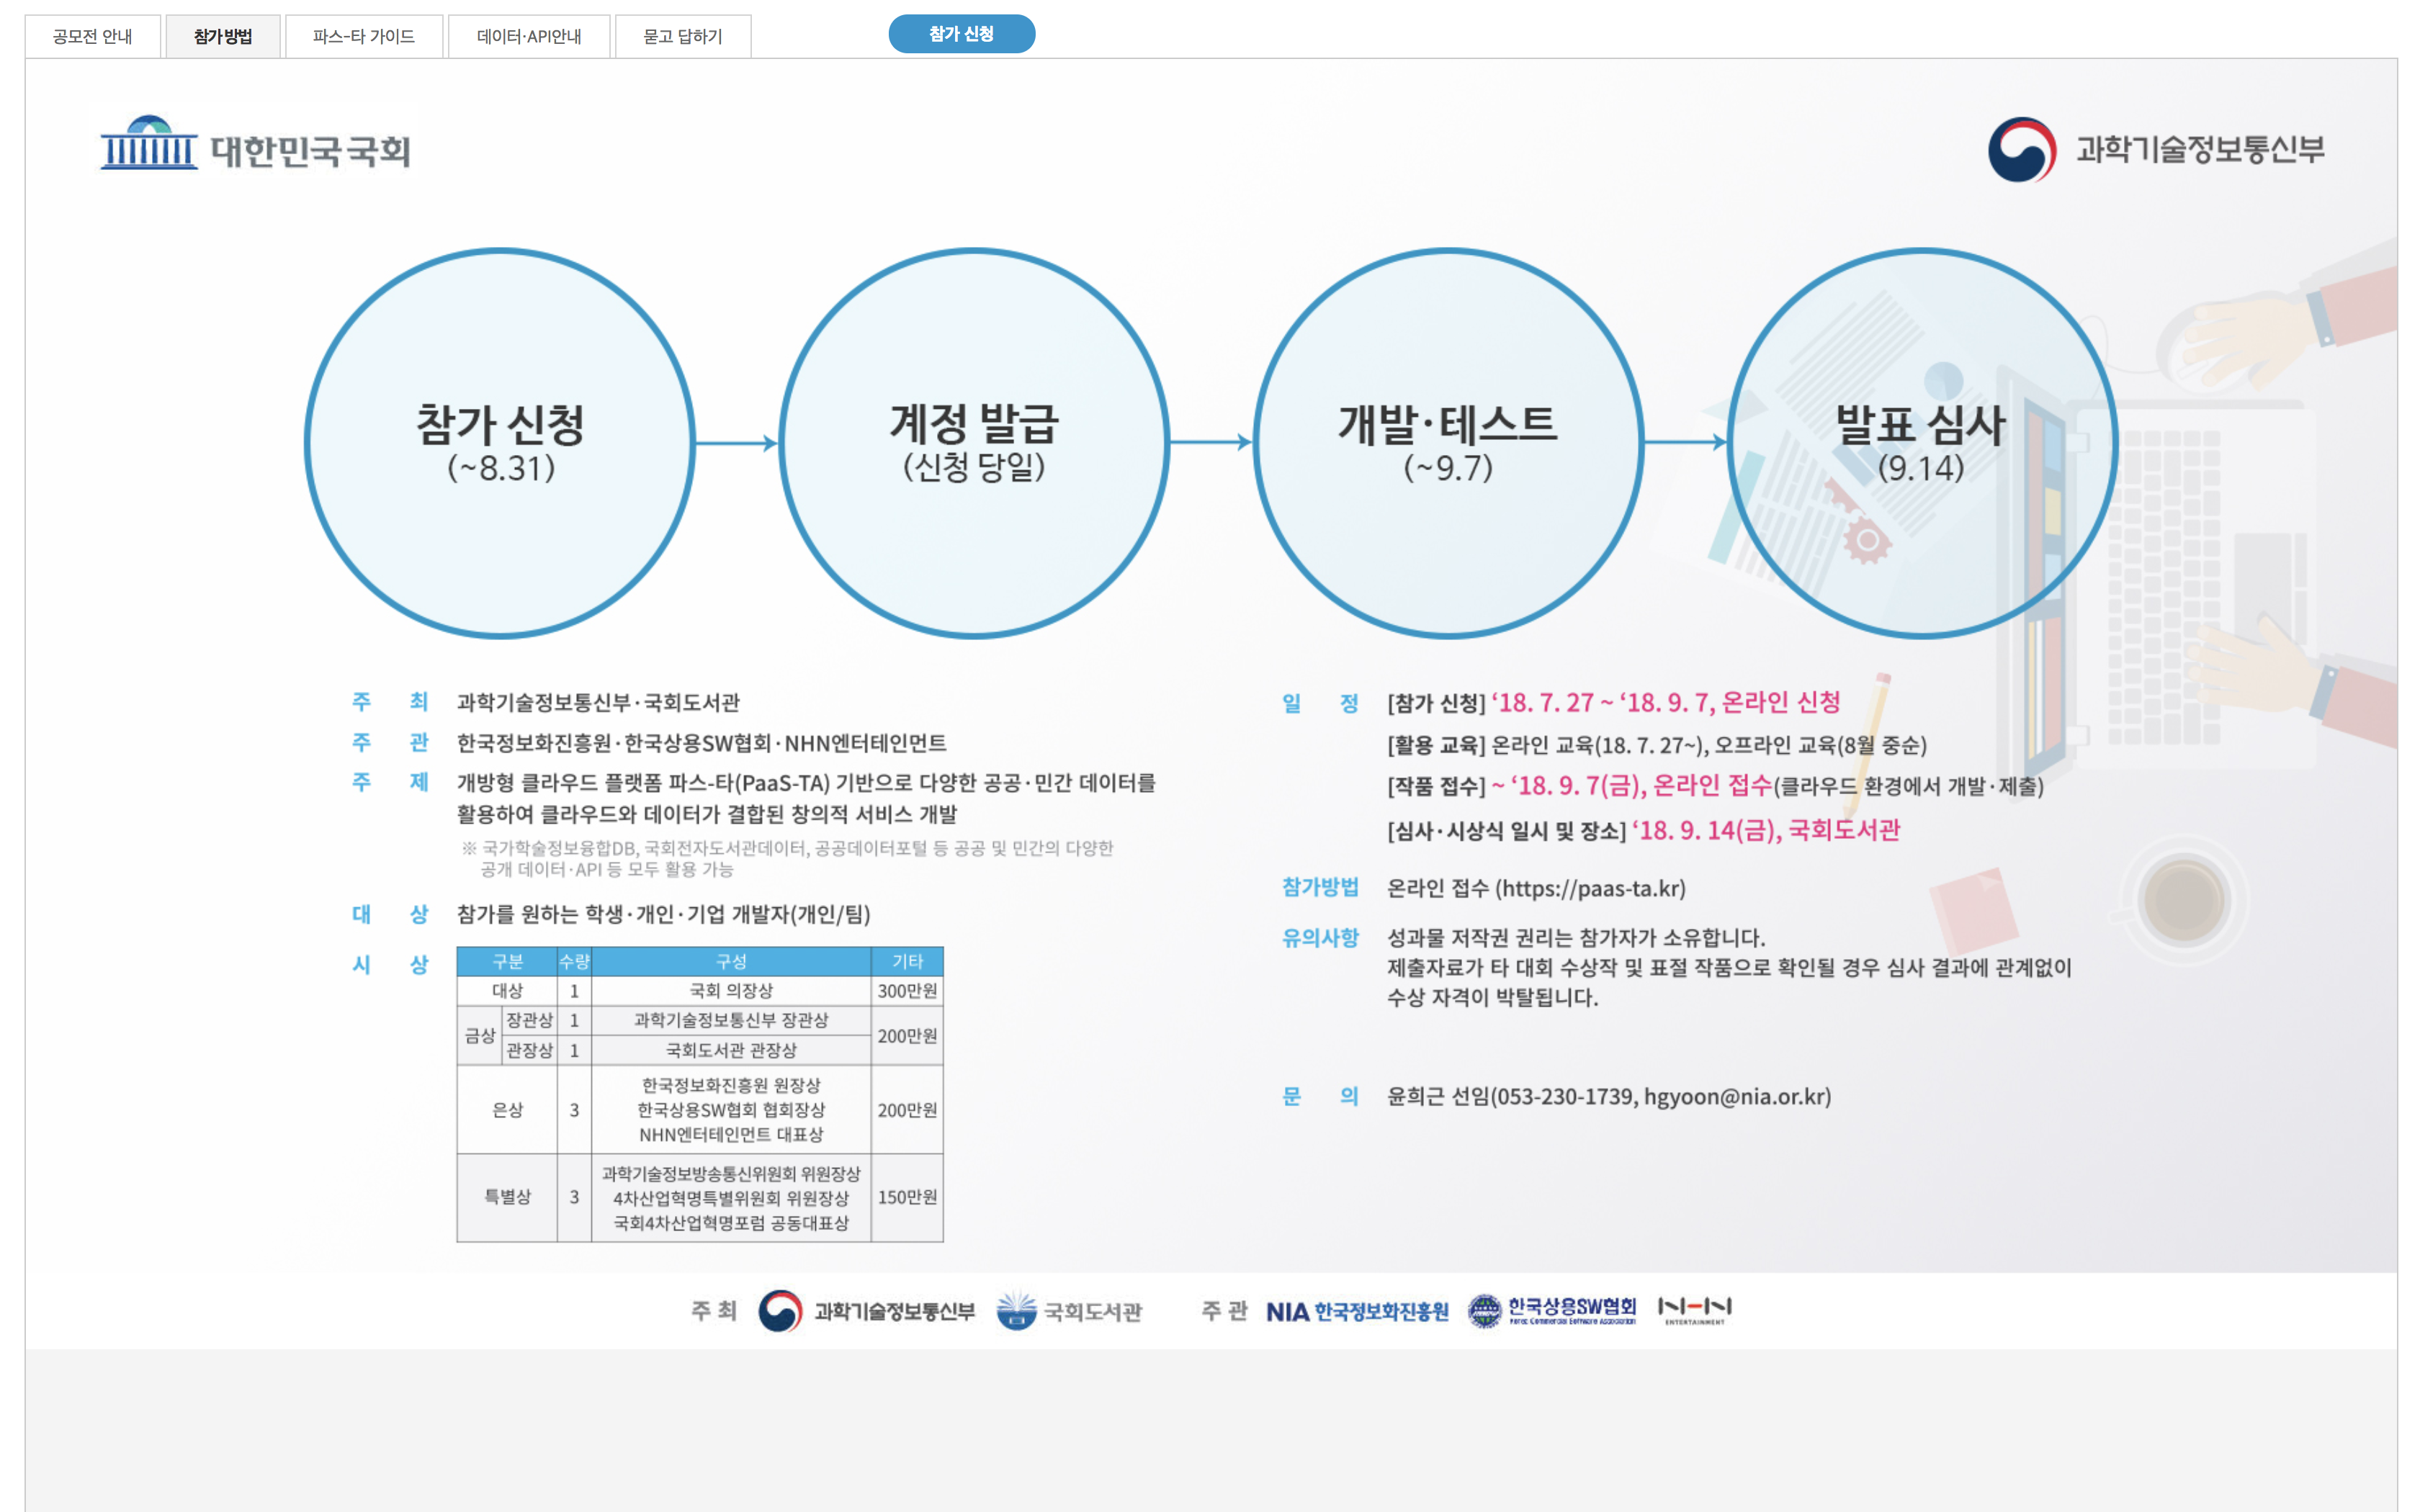 공모전 안내
참가방법
파스-타 가이드
데이터·API안내
묻고 답하기
참가 신청
대한민국국회
과학기술정보통신부
참가 신청
(~8.31)
계정 발급
(신청 당일)
개발·테스트
(~9.7)
발표 심사
(9.14)
주 최 과학기술정보통신부·국회도서관
주 관 한국정보화진흥원·한국상용SW협회·NHN엔터테인먼트
주 제 개방형 클라우드 플랫폼 파스-타(PaaS-TA) 기반으로 다양한 공공·민간 데이터를
활용하여 클라우드와 데이터가 결합된 창의적 서비스 개발
※ 국가학술정보융합DB, 국회전자도서관데이터, 공공데이터포털 등 공공 및 민간의 다양한
공개 데이터·API 등 모두 활용 가능
대 상 참가를 원하는 학생·개인·기업 개발자(개인/팀)
시 상
구분 수량 구성 기타
대상 1 국회 의장상 300만원
금상 장관상 1 과학기술정보통신부 장관상 200만원
관장상 1 국회도서관 관장상
은상 3 한국정보화진흥원 원장상 200만원
한국상용SW협회 협회장상
NHN엔터테인먼트 대표상
특별상 3 과학기술정보방송통신위원회 위원장상 150만원
4차산업혁명특별위원회 위원장상
국회4차산업혁명포럼 공동대표상
일 정 [참가 신청] ‘18. 7. 27 ~ ‘18. 9. 7, 온라인 신청
[활용 교육] 온라인 교육(18. 7. 27~), 오프라인 교육(8월 중순)
[작품 접수] ~ ‘18. 9. 7(금), 온라인 접수(클라우드 환경에서 개발·제출)
[심사·시상식 일시 및 장소] ‘18. 9. 14(금), 국회도서관
참가방법 온라인 접수 (https://paas-ta.kr)
유의사항 성과물 저작권 권리는 참가자가 소유합니다.
제출자료가 타 대회 수상작 및 표절 작품으로 확인될 경우 심사 결과에 관계없이
수상 자격이 박탈됩니다.
문 의 윤희근 선임(053-230-1739, hgyoon@nia.or.kr)
주 최 과학기술정보통신부 국회도서관 주 관 NIA 한국정보화진흥원 한국상용SW협회 NHN
Korea Commercial Software Association ENTERTAINMENT